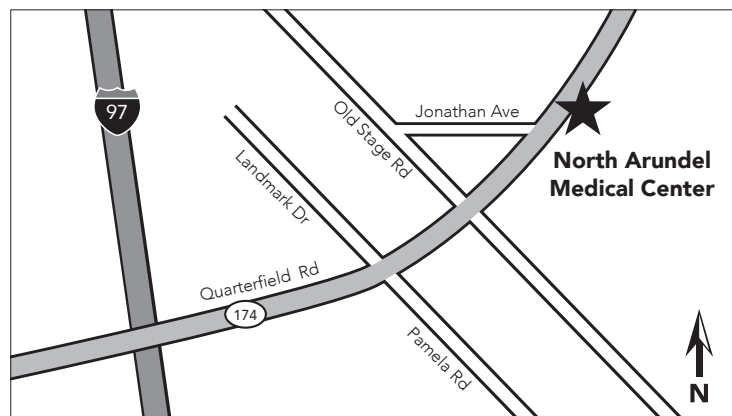 97
Jonathan Ave
Old Stage Rd
North Arundel
Medical Center
Landmark Dr
Quarterfield Rd
174
Pamela Rd
N